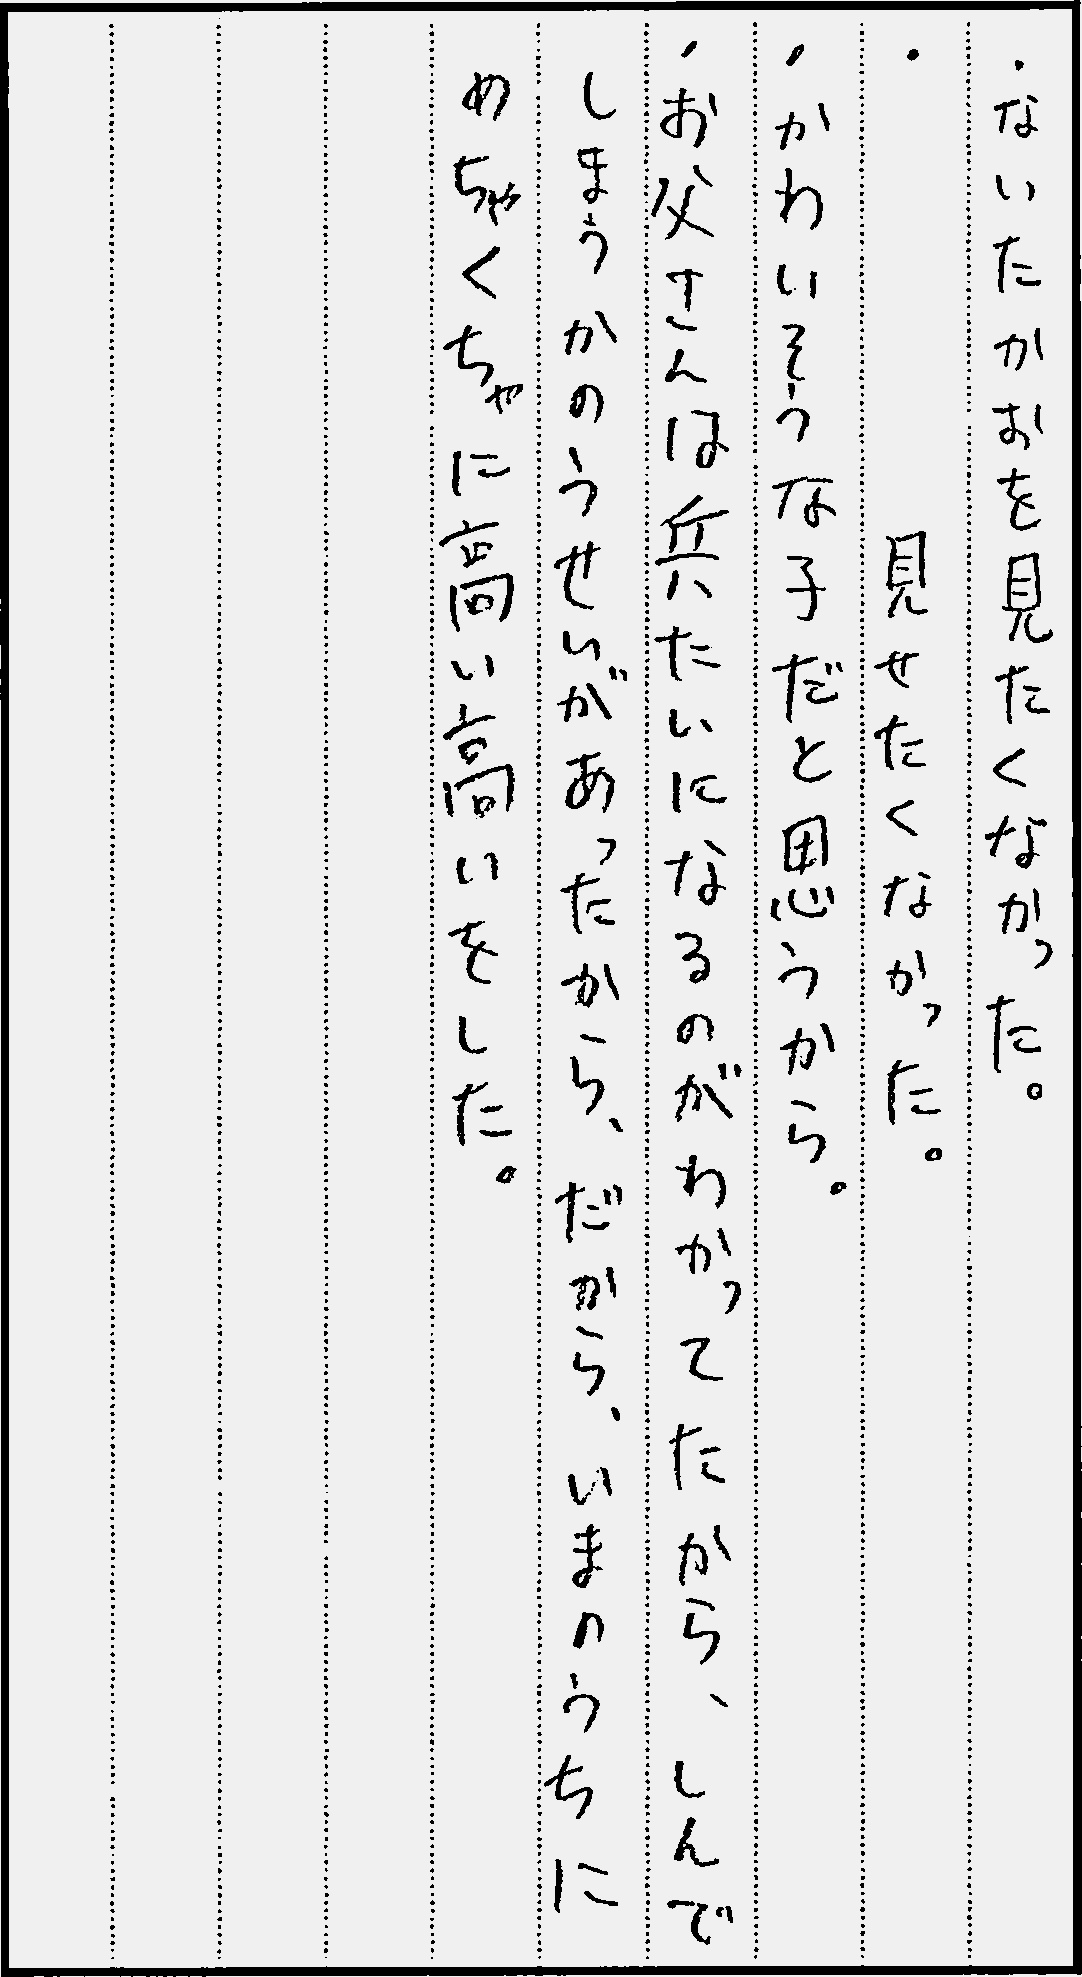 ・ないたかおを見たくなかった。
・　　　　　見せたくなかった。
・かわいそうな子だと思うから。
・お父さんは兵たいになるのがわかってたから、しんで
しまうかのうせいがあったから、だから、いまのうちに
めちゃくちゃに高い高いをした。